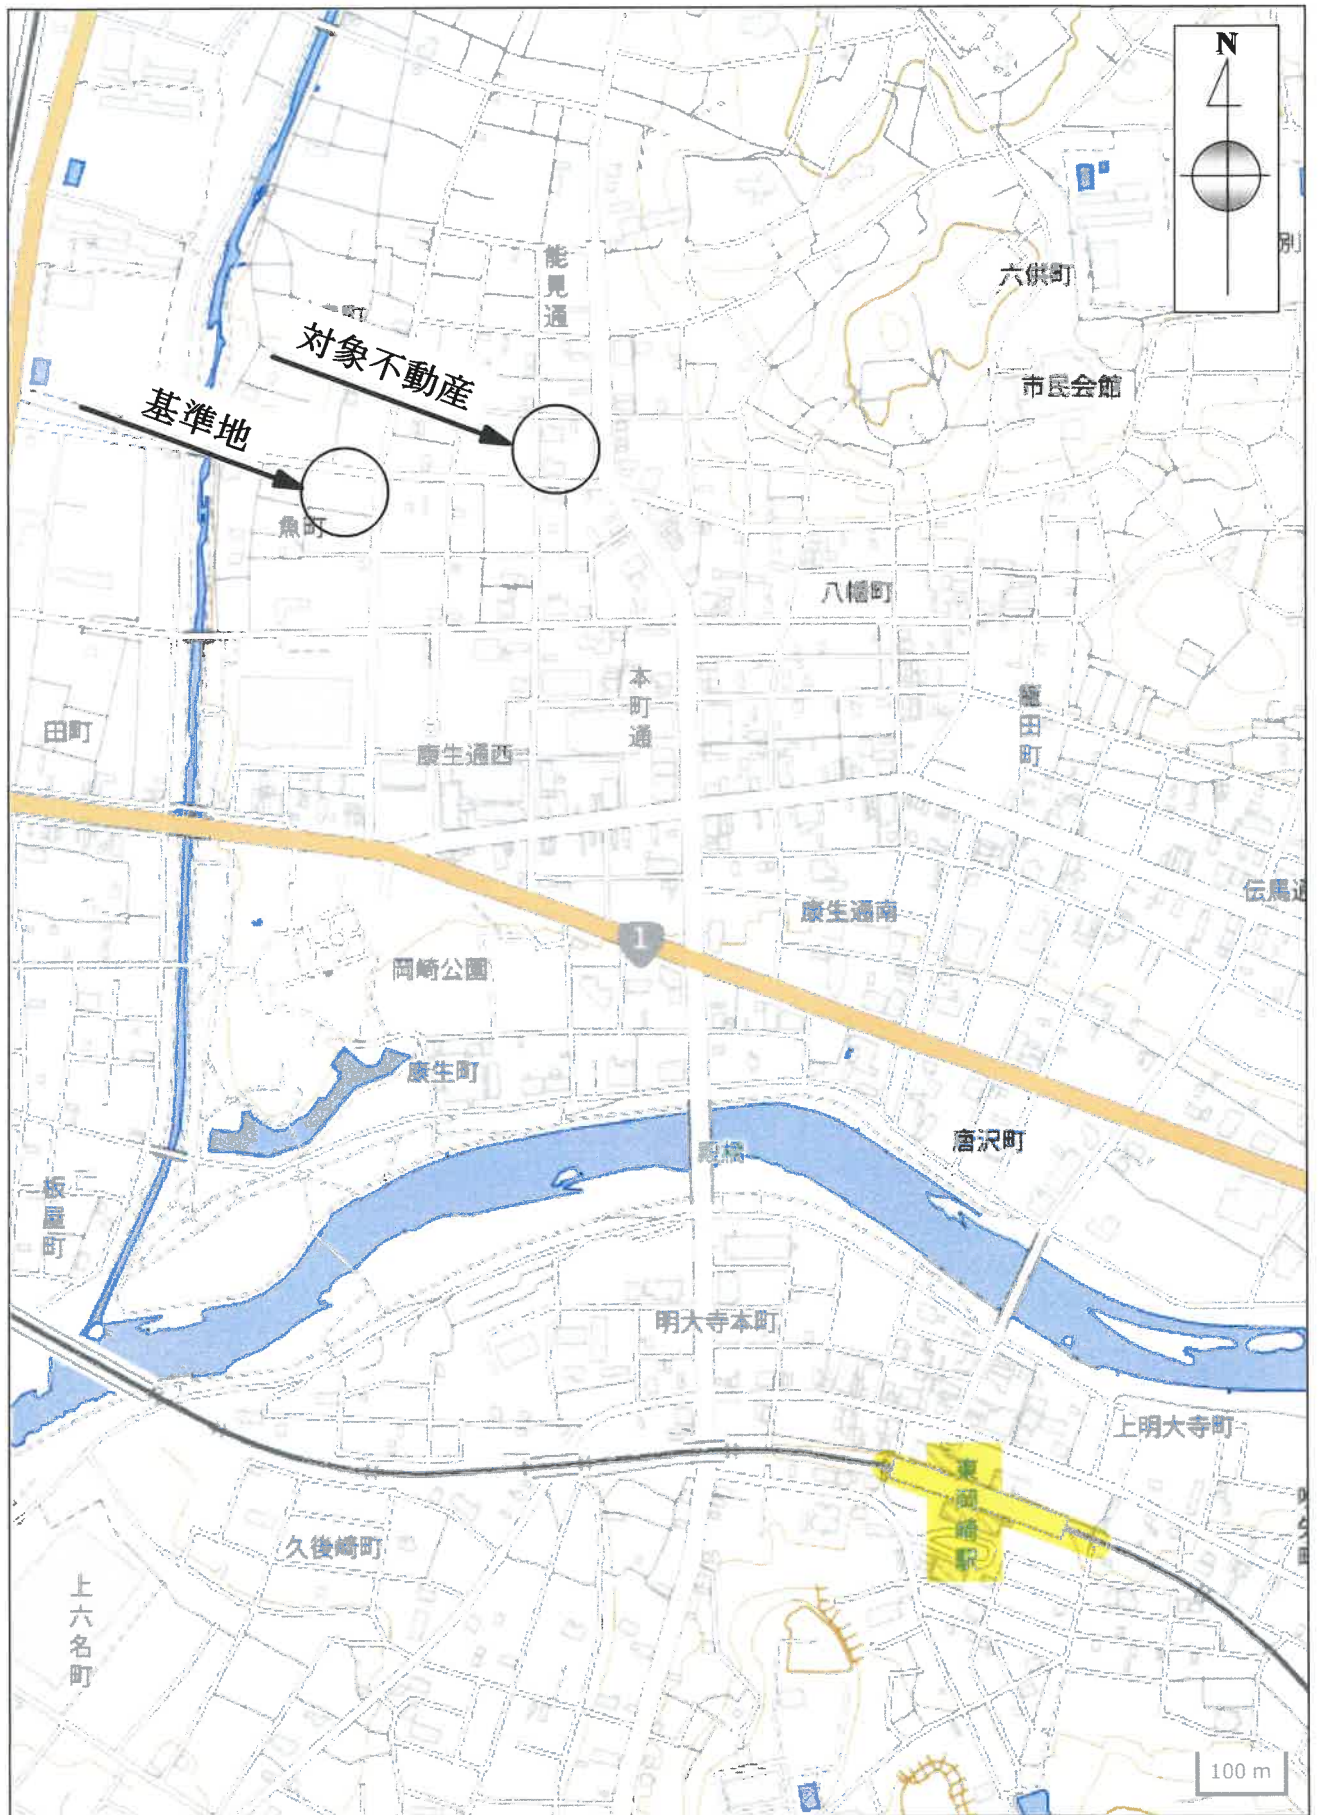 N
別
六供町
能見通
対象不動産
市民会館
基準地
魚町
八幡町
本町通
籠田町
田町
康生通西
伝馬通
康生通南
1
岡崎公園
康生町
唐沢町
殿橋
板屋町
明大寺本町
上明大寺町
東岡崎駅
久後崎町
上六名町
100 m